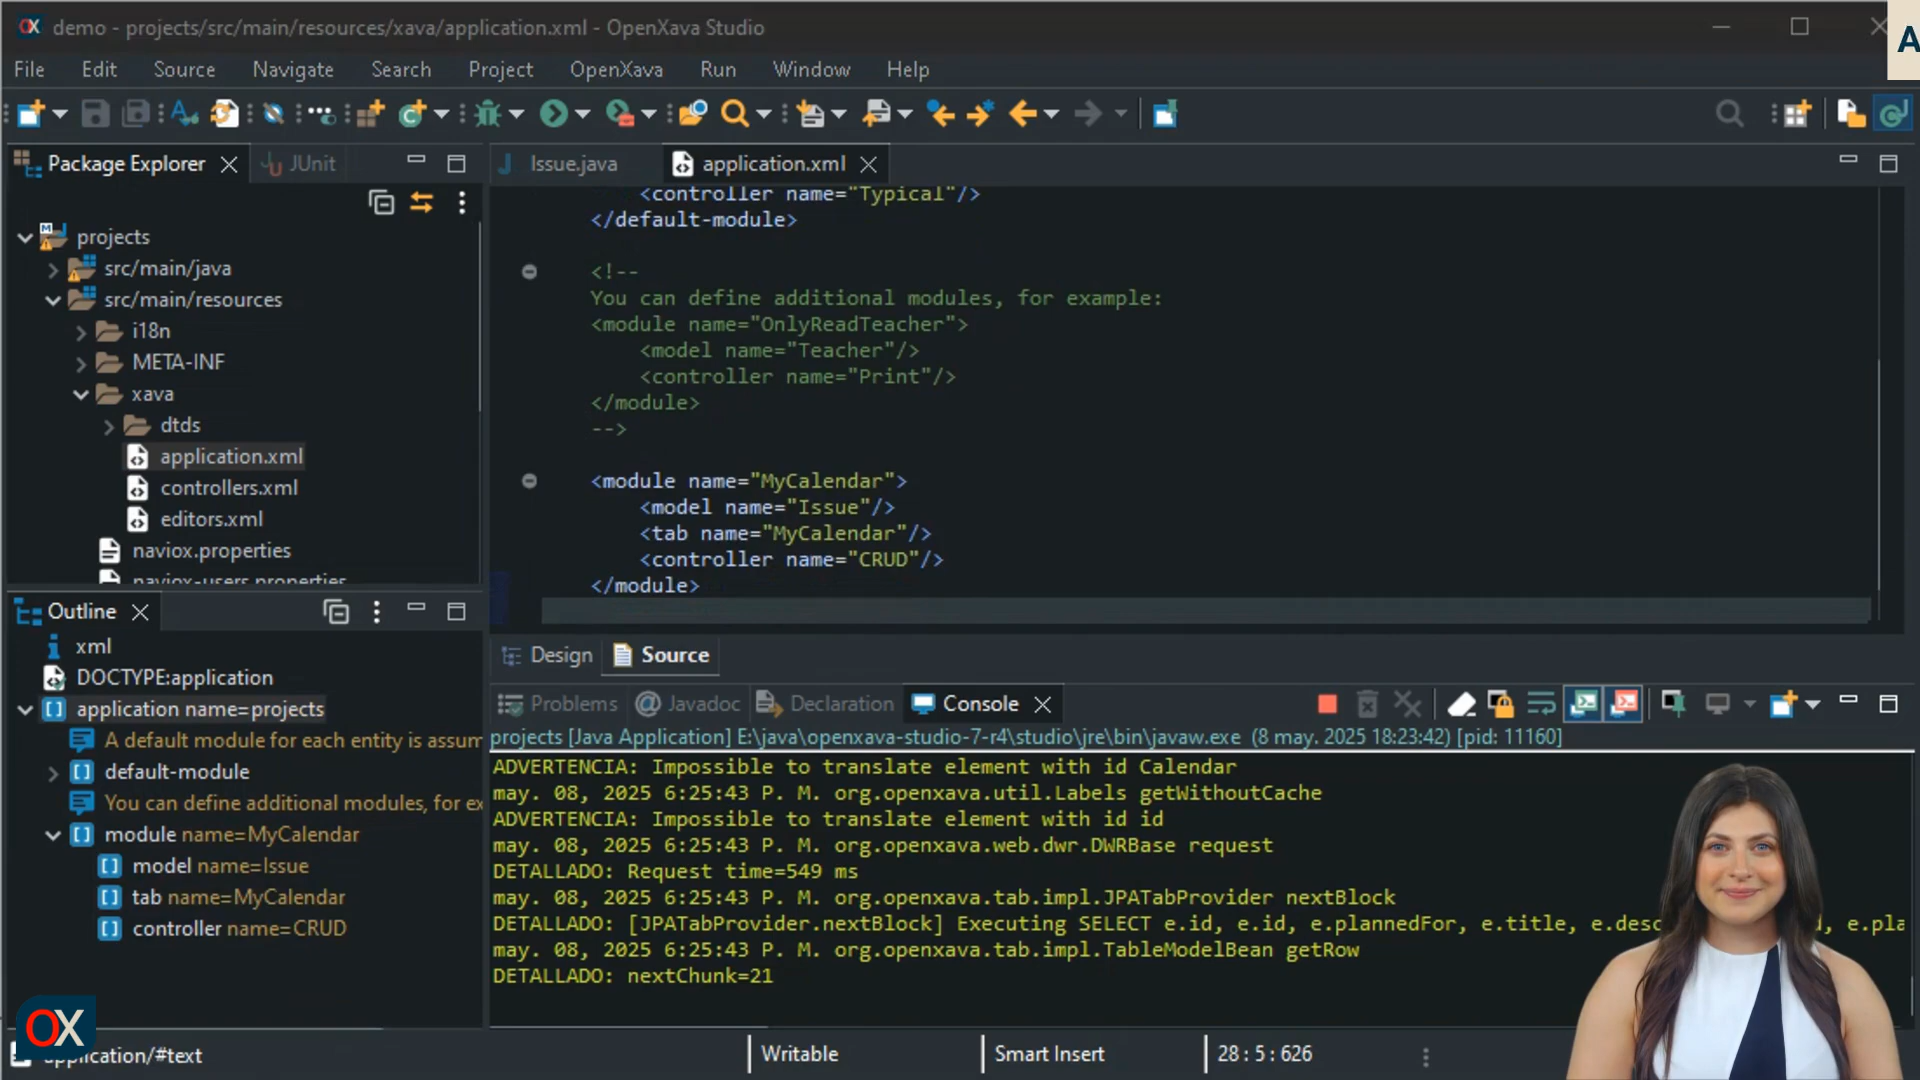 OX demo - projects/src/main/resources/xava/application.xml - OpenXava Studio
A
File Edit Source Navigate Search Project OpenXava Run Window Help
Package Explorer JUnit
projects
src/main/java
src/main/resources
i18n
META-INF
xava
dtds
application.xml
controllers.xml
editors.xml
naviox.properties
naviox-users.properties
Issue.java application.xml
<controller name="Typical"/>
</default-module>
<!--
You can define additional modules, for example:
<module name="OnlyReadTeacher">
<model name="Teacher"/>
<controller name="Print"/>
</module>
-->
<module name="MyCalendar">
<model name="Issue"/>
<tab name="MyCalendar"/>
<controller name="CRUD"/>
</module>
Design Source
Outline
xml
DOCTYPE:application
application name=projects
A default module for each entity is assum
default-module
You can define additional modules, for ex
module name=MyCalendar
model name=Issue
tab name=MyCalendar
controller name=CRUD
Problems @ Javadoc Declaration Console
projects [Java Application] E:\java\openxava-studio-7-r4\studio\jre\bin\javaw.exe (8 may. 2025 18:23:42) [pid: 11160]
ADVERTENCIA: Impossible to translate element with id Calendar
may. 08, 2025 6:25:43 P. M. org.openxava.util.Labels getWithoutCache
ADVERTENCIA: Impossible to translate element with id id
may. 08, 2025 6:25:43 P. M. org.openxava.web.dwr.DWRBase request
DETALLADO: Request time=549 ms
may. 08, 2025 6:25:43 P. M. org.openxava.tab.impl.JPATabProvider nextBlock
DETALLADO: [JPATabProvider.nextBlock] Executing SELECT e.id, e.id, e.plannedFor, e.title, e.desc d, e.pla
may. 08, 2025 6:25:43 P. M. org.openxava.tab.impl.TableModelBean getRow
DETALLADO: nextChunk=21
OX
application/#text Writable Smart Insert 28 : 5 : 626